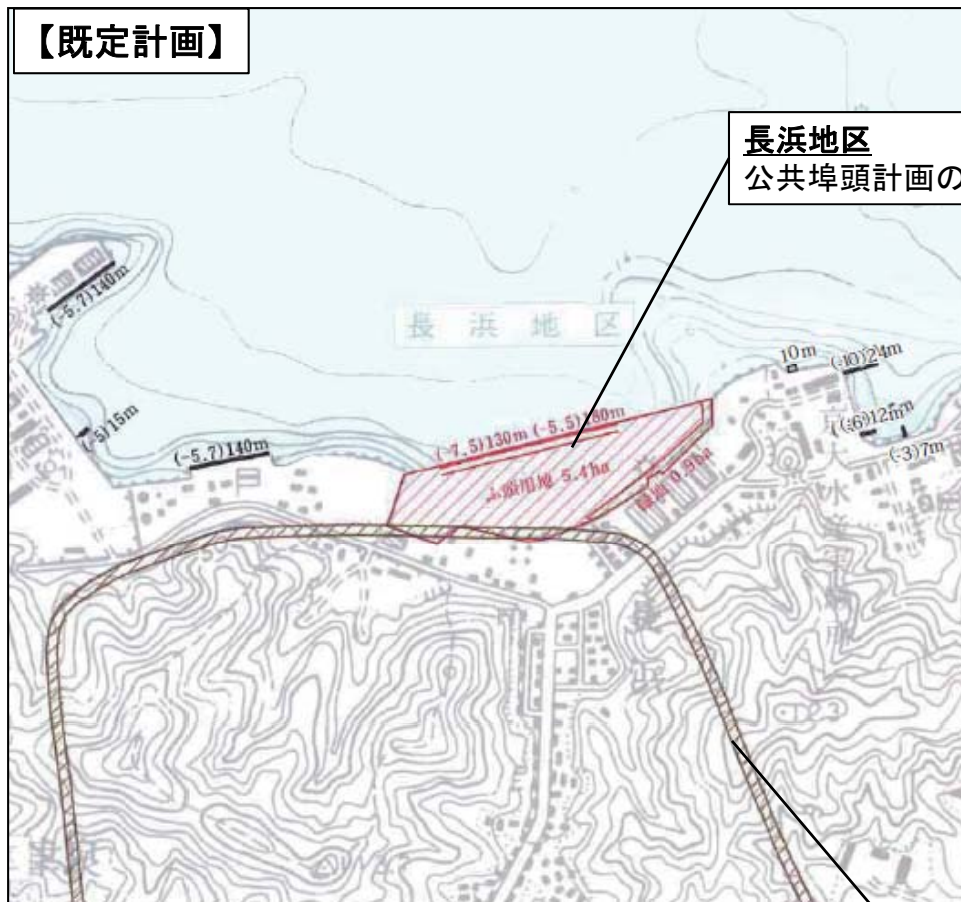 【既定計画】
長浜地区
公共埠頭計画の
(-5.7)140m
長浜地区
10m
(-10)24m
(-5)15m
(-7.5)130m (-5.5)180m
(-5.7)140m
(-3)7m
ふ頭用地 5.4ha
緑地 0.9ha
長浜